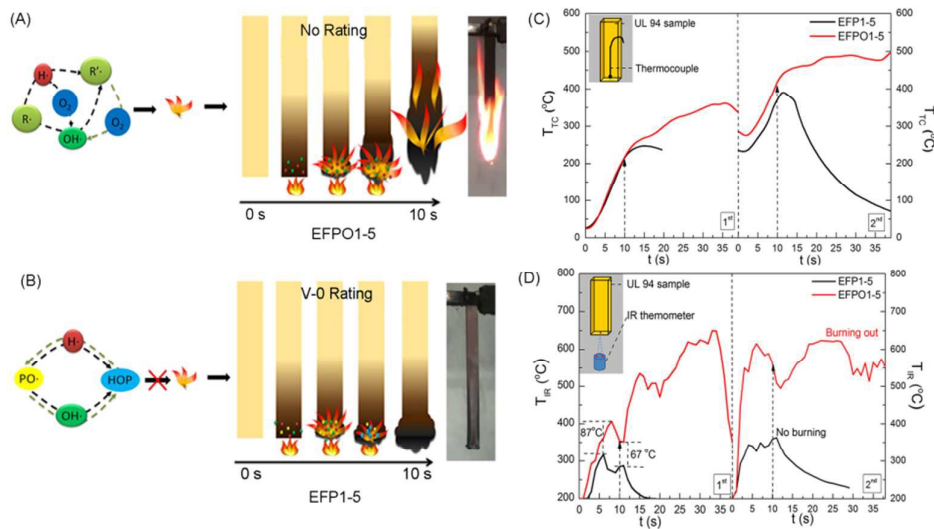 (A)
No Rating
H·
R'·
O₂
R·
O₂
OH·
0 s
10 s
EFPO1-5
(B)
V-0 Rating
H·
PO·
HOP
OH·
0 s
10 s
EFP1-5
(C)
UL 94 sample
Thermocouple
EFP1-5
EFPO1-5
600
500
400
300
200
100
0
T_TC (°C)
600
500
400
300
200
100
0
T_TC (°C)
1st
2nd
0 5 10 15 20 25 30 35 0 5 10 15 20 25 30 35
t (s)
t (s)
(D)
UL 94 sample
IR thermometer
EFP1-5
EFPO1-5
Burning out
87°C
67 °C
No burning
800
700
600
500
400
300
200
T_IR (°C)
800
700
600
500
400
300
200
T_IR (°C)
1st
2nd
0 5 10 15 20 25 30 35 0 5 10 15 20 25 30 35
t (s)
t (s)